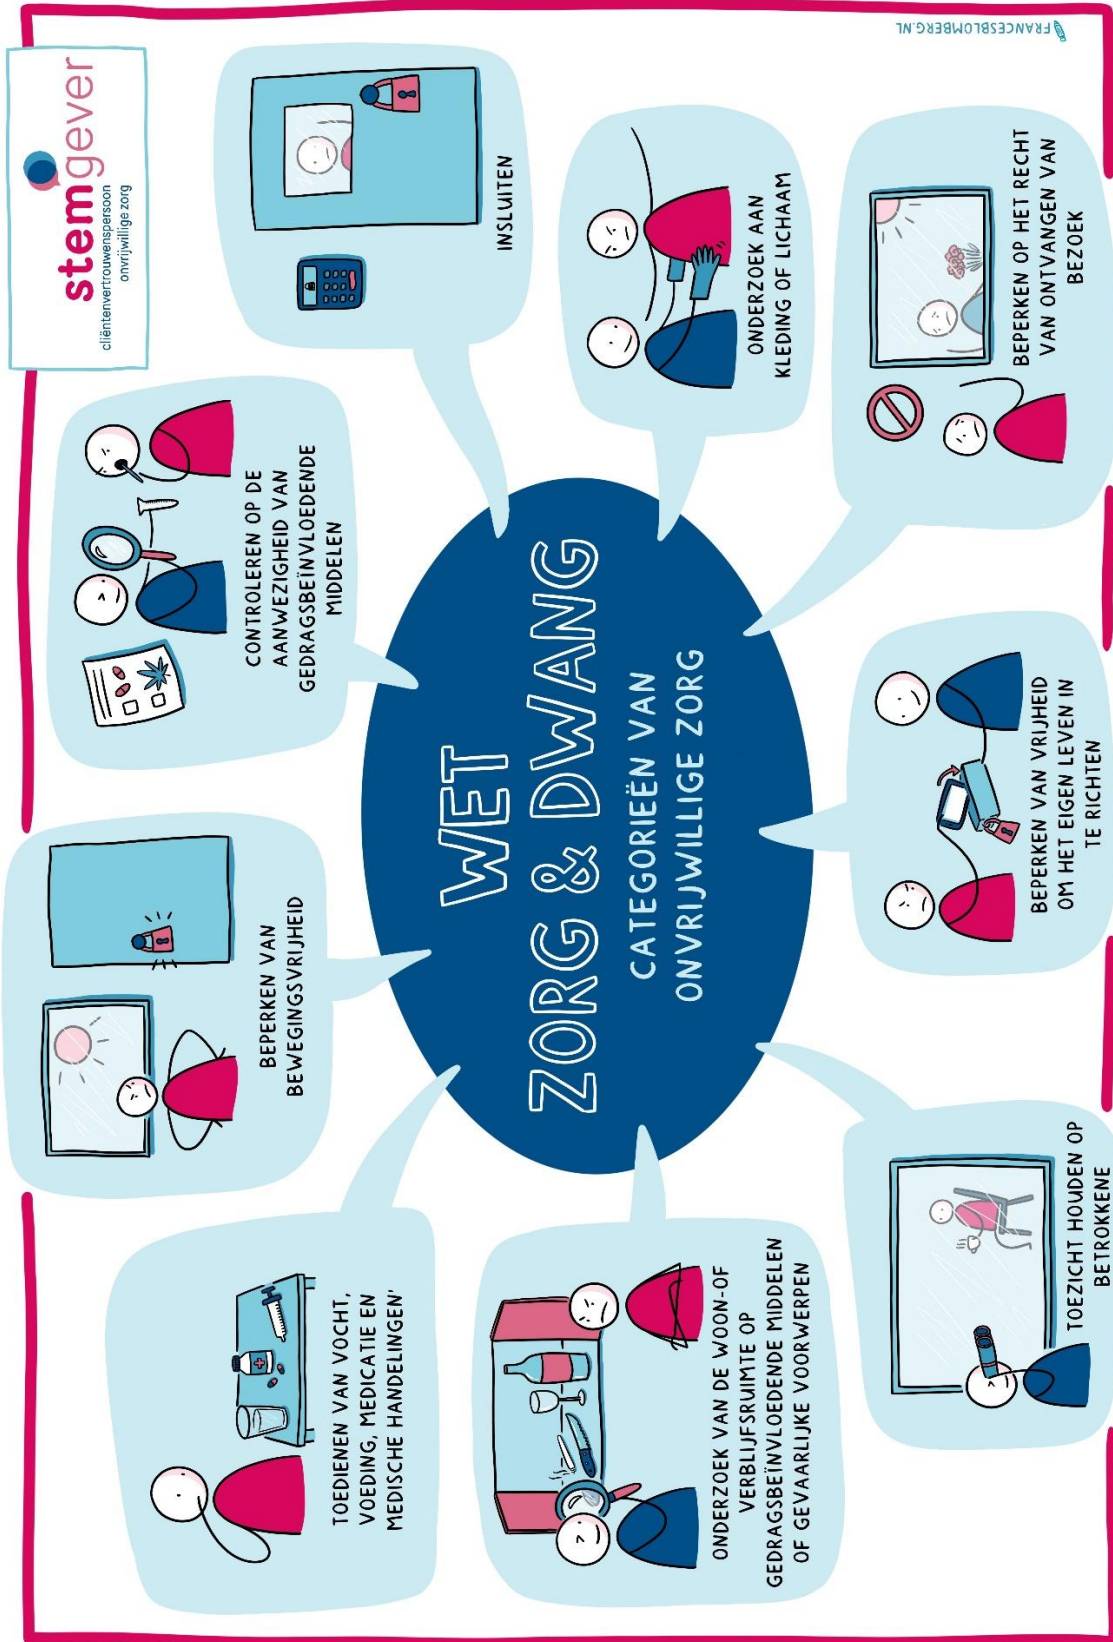 stemgever
cliëntenvertrouwenspersoon
onvrijwillige zorg
TOEDIENEN VAN VOCHT,
VOEDING, MEDICATIE EN
MEDISCHE HANDELINGEN'
BEPERKEN VAN
BEWEGINGSVRIJHEID
CONTROLEREN OP DE
AANWEZIGHEID VAN
GEDRAGSBEÏNVLOEDENDE
MIDDELEN
INSLUITEN
WET
ZORG & DWANG
CATEGORIEËN VAN
ONVRIJWILLIGE ZORG
ONDERZOEK VAN DE WOON-OF
VERBLIJFSRUIMTE OP
GEDRAGSBEÏNVLOEDENDE MIDDELEN
OF GEVAARLIJKE VOORWERPEN
ONDERZOEK AAN
KLEDING OF LICHAAM
TOEZICHT HOUDEN OP
BETROKKENE
BEPERKEN VAN VRIJHEID
OM HET EIGEN LEVEN IN
TE RICHTEN
BEPERKEN OP HET RECHT
VAN ONTVANGEN VAN
BEZOEK
FRANCESBLOMBERG.NL